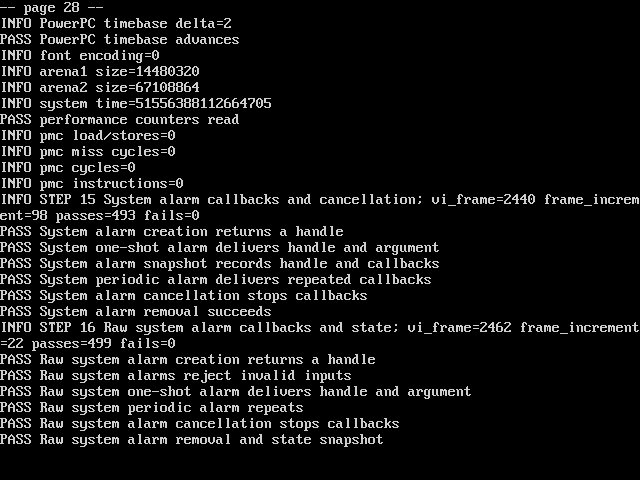 -- page 28 --
INFO PowerPC timebase delta=2
PASS PowerPC timebase advances
INFO font encoding=0
INFO arena1 size=14480320
INFO arena2 size=67108864
INFO system time=51556388112664705
PASS performance counters read
INFO pmc load/stores=0
INFO pmc miss cycles=0
INFO pmc cycles=0
INFO pmc instructions=0
INFO STEP 15 System alarm callbacks and cancellation; vi_frame=2440 frame_increm
ent=98 passes=493 fails=0
PASS System alarm creation returns a handle
PASS System one-shot alarm delivers handle and argument
PASS System alarm snapshot records handle and callbacks
PASS System periodic alarm delivers repeated callbacks
PASS System alarm cancellation stops callbacks
PASS System alarm removal succeeds
INFO STEP 16 Raw system alarm callbacks and state; vi_frame=2462 frame_increment
=22 passes=499 fails=0
PASS Raw system alarm creation returns a handle
PASS Raw system alarms reject invalid inputs
PASS Raw system one-shot alarm delivers handle and argument
PASS Raw system periodic alarm repeats
PASS Raw system alarm cancellation stops callbacks
PASS Raw system alarm removal and state snapshot